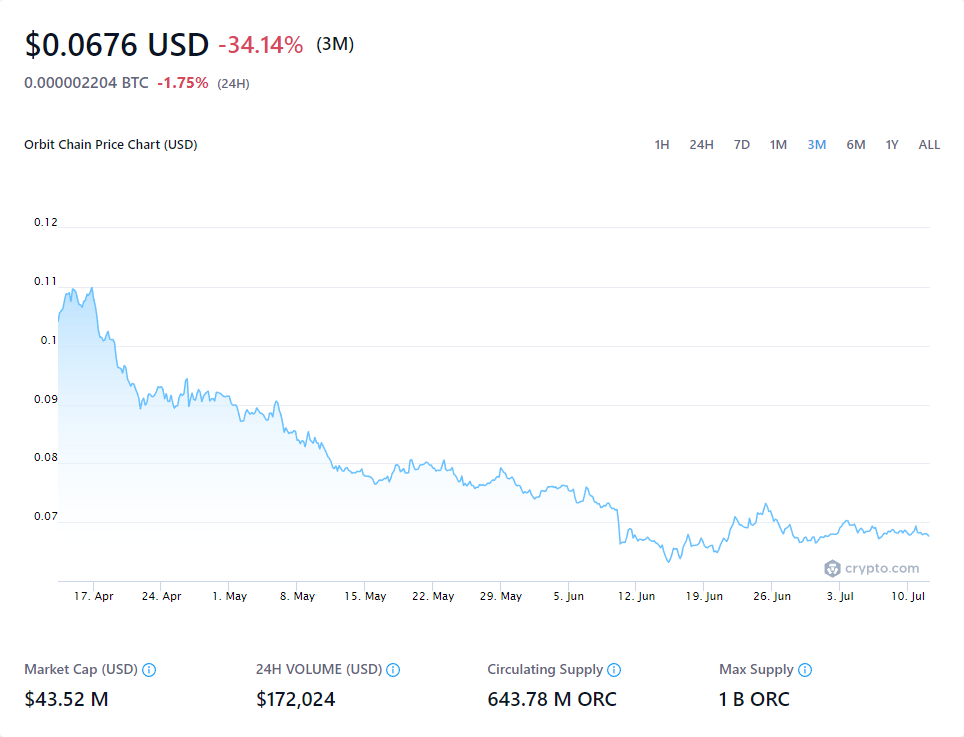 $0.0676 USD -34.14% (3M)
0.000002204 BTC -1.75% (24H)
Orbit Chain Price Chart (USD) 1H 24H 7D 1M 3M 6M 1Y ALL
0.12
0.11
0.1
0.09
0.08
0.07
crypto.com
17. Apr 24. Apr 1. May 8. May 15. May 22. May 29. May 5. Jun 12. Jun 19. Jun 26. Jun 3. Jul 10. Jul
Market Cap (USD) 24H VOLUME (USD) Circulating Supply Max Supply
$43.52 M $172,024 643.78 M ORC 1 B ORC